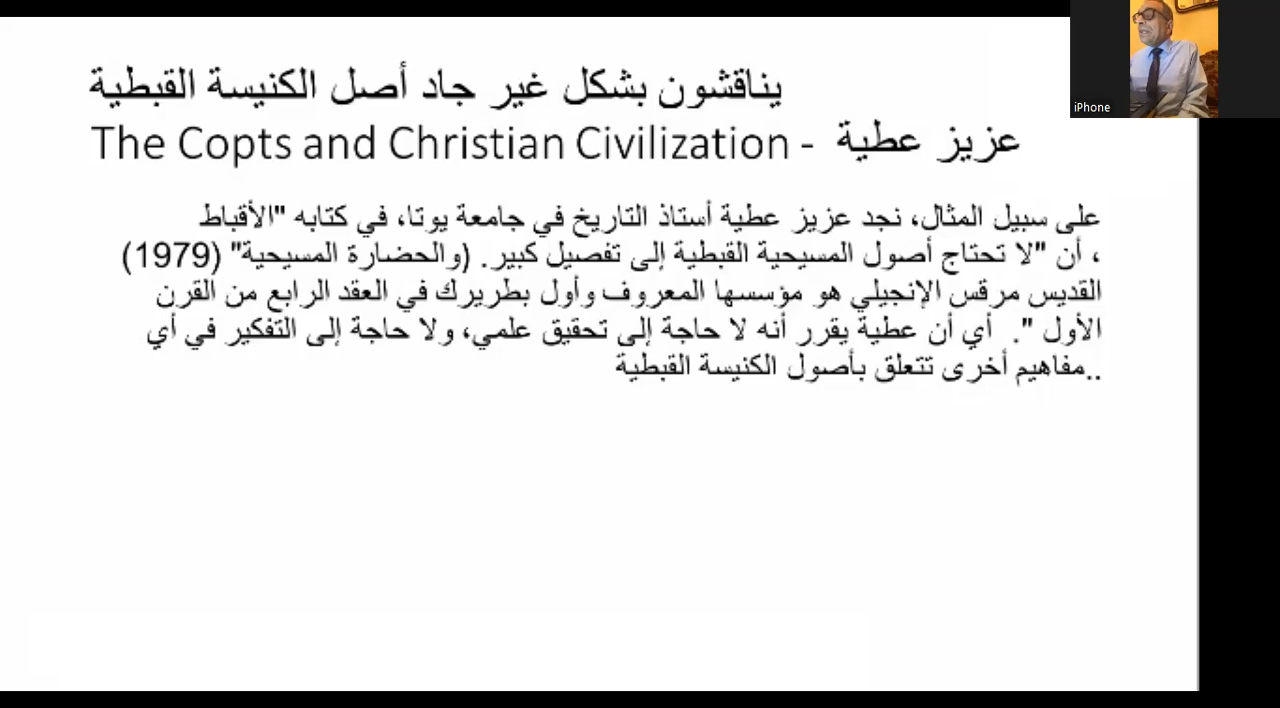 يناقشون بشكل غير جاد أصل الكنيسة القبطية
The Copts and Christian Civilization - عزيز عطية
على سبيل المثال، نجد عزيز عطية أستاذ التاريخ في جامعة يوتا، في كتابه "الأقباط
، أن "لا تحتاج أصول المسيحية القبطية إلى تفصيل كبير. (والحضارة المسيحية" (1979)
القديس مرقس الإنجيلي هو مؤسسها المعروف وأول بطريرك في العقد الرابع من القرن
الأول ". أي أن عطية يقرر أنه لا حاجة إلى تحقيق علمي، ولا حاجة إلى التفكير في أي
..مفاهيم أخرى تتعلق بأصول الكنيسة القبطية
iPhone